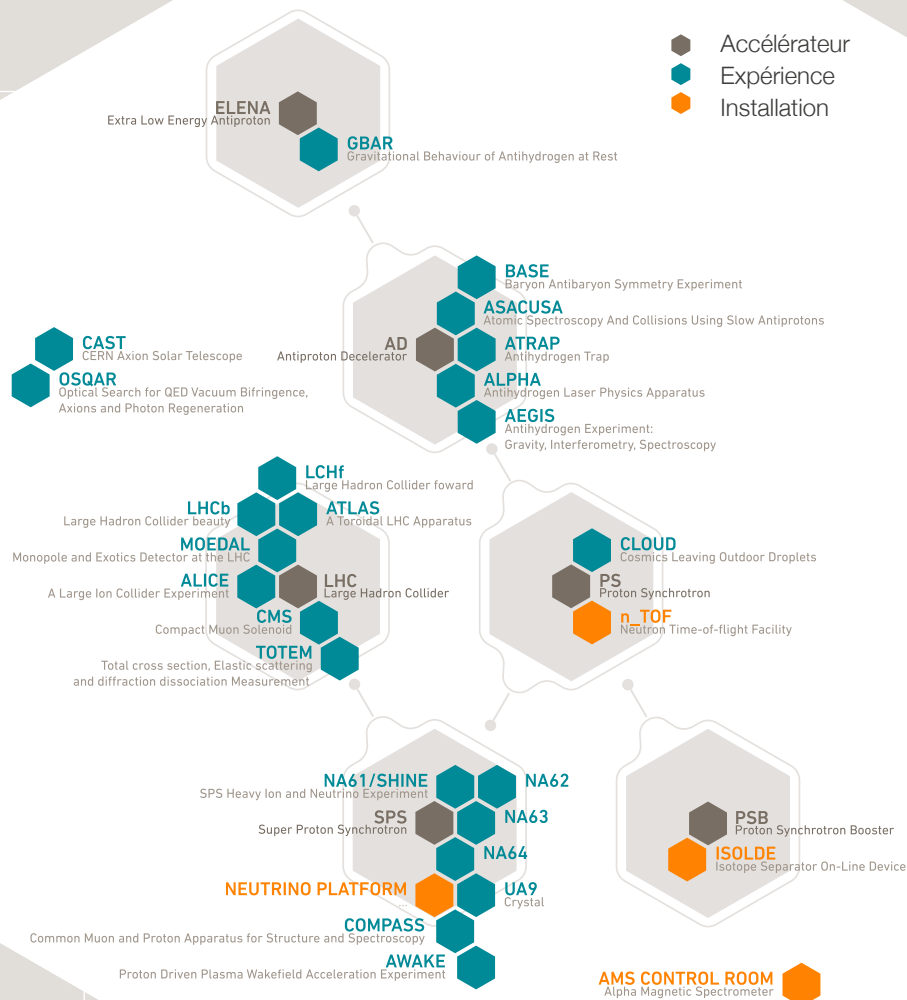 Accélérateur
Expérience
Installation
ELENA
Extra Low Energy Antiproton
GBAR
Gravitational Behaviour of Antihydrogen at Rest
BASE
Baryon Antibaryon Symmetry Experiment
ASACUSA
Atomic Spectroscopy And Collisions Using Slow Antiprotons
AD
Antiproton Decelerator
ATRAP
Antihydrogen Trap
ALPHA
Antihydrogen Laser Physics Apparatus
AEGIS
Antihydrogen Experiment:
Gravity, Interferometry, Spectroscopy
CAST
CERN Axion Solar Telescope
OSQAR
Optical Search for QED Vacuum Bifringence,
Axions and Photon Regeneration
LCHf
Large Hadron Collider foward
LHCb
Large Hadron Collider beauty
ATLAS
A Toroidal LHC Apparatus
MOEDAL
Monopole and Exotics Detector at the LHC
ALICE
A Large Ion Collider Experiment
LHC
Large Hadron Collider
CMS
Compact Muon Solenoid
TOTEM
Total cross section, Elastic scattering
and diffraction dissociation Measurement
CLOUD
Cosmics Leaving Outdoor Droplets
PS
Proton Synchrotron
n_TOF
Neutron Time-of-flight Facility
NA61/SHINE
SPS Heavy Ion and Neutrino Experiment
NA62
SPS
Super Proton Synchrotron
NA63
NA64
NEUTRINO PLATFORM
...
UA9
Crystal
COMPASS
Common Muon and Proton Apparatus for Structure and Spectroscopy
AWAKE
Proton Driven Plasma Wakefield Acceleration Experiment
PSB
Proton Synchrotron Booster
ISOLDE
Isotope Separator On-Line Device
AMS CONTROL ROOM
Alpha Magnetic Spectrometer